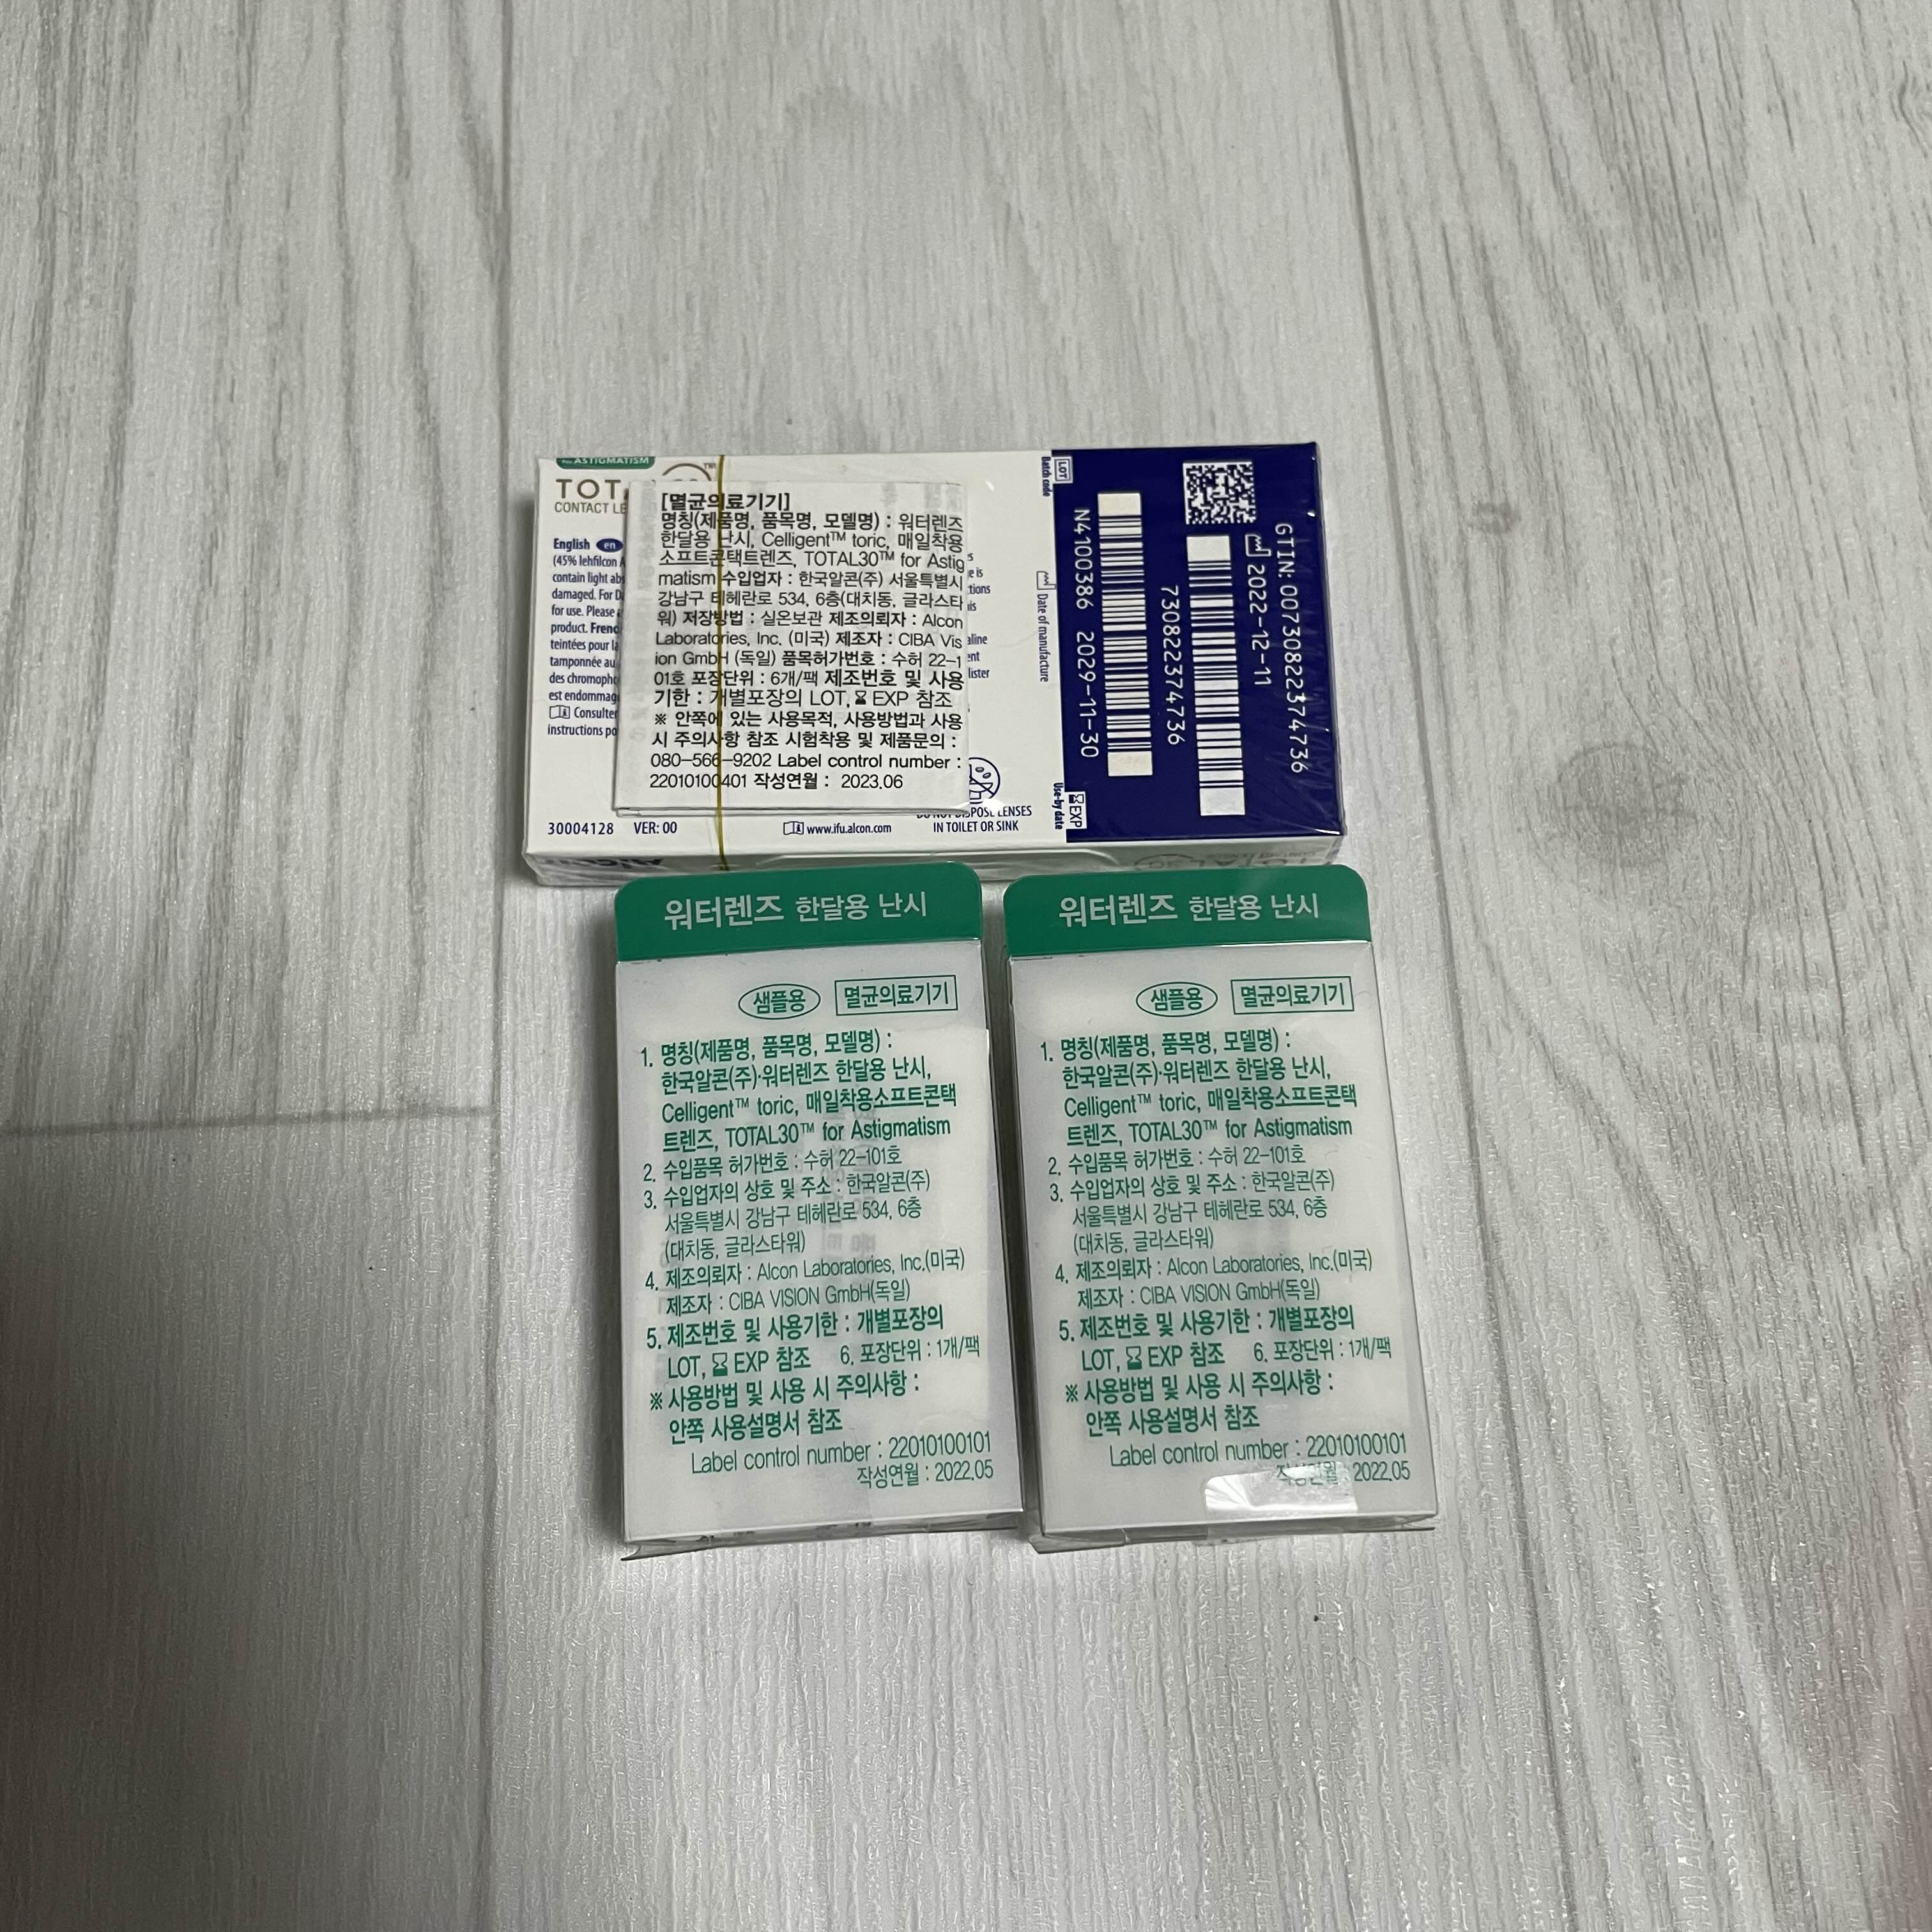 FOR ASTIGMATISM
TOT
CONTACT LE
English en
(45% lehfilcon A
contain light abs
damaged. For
for use. Please
product. Frenc
teintées pour la
tamponnée au
des chromopho
est endommag
Consulter
instructions po
30004128 VER: 00
www.ifu.alcon.com
LENSES
IN TOILET OR SINK
[멸균의료기기]
명칭(제품명, 품목명, 모델명) : 워터렌즈
한달용 난시, Celligent™ toric, 매일착용
소프트콘택트렌즈, TOTAL30™ for Astig
matism 수입업자 : 한국알콘(주) 서울특별시
강남구 테헤란로 534, 6층(대치동, 글라스타
워) 저장방법 : 실온보관 제조의뢰자 : Alcon
Laboratories, Inc. (미국) 제조자 : CIBA Vis
ion GmbH (독일) 품목허가번호 : 수허 22-1
01호 포장단위 : 6개/팩 제조번호 및 사용
기한 : 개별포장의 LOT, EXP 참조
※ 안쪽에 있는 사용목적, 사용방법과 사용
시 주의사항 참조 시험착용 및 제품문의 :
080-566-9202 Label control number :
22010100401 작성연월 : 2023.06
LOT
Batch code
Date of manufacture
EXP
Use-by date
N4100386 2029-11-30
730822374736
2022-12-11
GTIN: 00730822374736
워터렌즈 한달용 난시
샘플용 멸균의료기기
1. 명칭(제품명, 품목명, 모델명) :
한국알콘(주)·워터렌즈 한달용 난시,
Celligent™ toric, 매일착용소프트콘택
트렌즈, TOTAL30™ for Astigmatism
2. 수입품목 허가번호 : 수허 22-101호
3. 수입업자의 상호 및 주소 : 한국알콘(주)
서울특별시 강남구 테헤란로 534, 6층
(대치동, 글라스타워)
4. 제조의뢰자 : Alcon Laboratories, Inc.(미국)
제조자 : CIBA VISION GmbH(독일)
5. 제조번호 및 사용기한 : 개별포장의
LOT, EXP 참조 6. 포장단위 : 1개/팩
※ 사용방법 및 사용 시 주의사항 :
안쪽 사용설명서 참조
Label control number : 22010100101
작성연월 : 2022.05
워터렌즈 한달용 난시
샘플용 멸균의료기기
1. 명칭(제품명, 품목명, 모델명) :
한국알콘(주)·워터렌즈 한달용 난시,
Celligent™ toric, 매일착용소프트콘택
트렌즈, TOTAL30™ for Astigmatism
2. 수입품목 허가번호 : 수허 22-101호
3. 수입업자의 상호 및 주소 : 한국알콘(주)
서울특별시 강남구 테헤란로 534, 6층
(대치동, 글라스타워)
4. 제조의뢰자 : Alcon Laboratories, Inc.(미국)
제조자 : CIBA VISION GmbH(독일)
5. 제조번호 및 사용기한 : 개별포장의
LOT, EXP 참조 6. 포장단위 : 1개/팩
※ 사용방법 및 사용 시 주의사항 :
안쪽 사용설명서 참조
Label control number : 22010100101
작성연월 : 2022.05